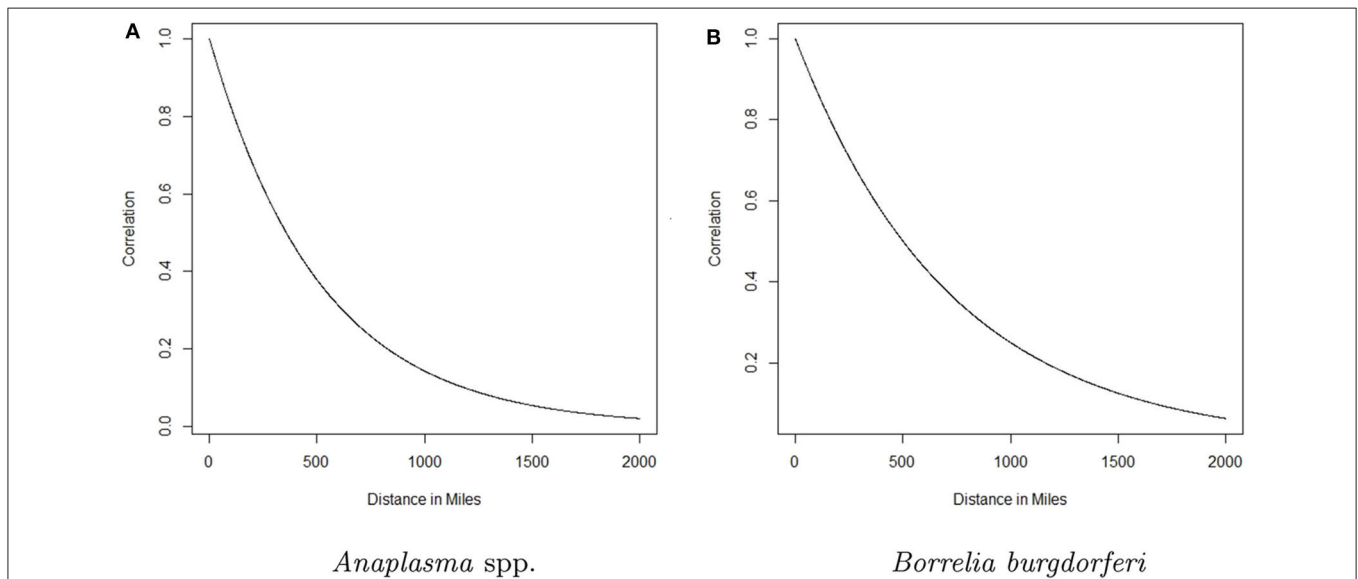 A
1.0
0.8
0.6
0.4
0.2
0.0
Correlation
0 500 1000 1500 2000
Distance in Miles
Anaplasma spp.
B
1.0
0.8
0.6
0.4
0.2
Correlation
0 500 1000 1500 2000
Distance in Miles
Borrelia burgdorferi